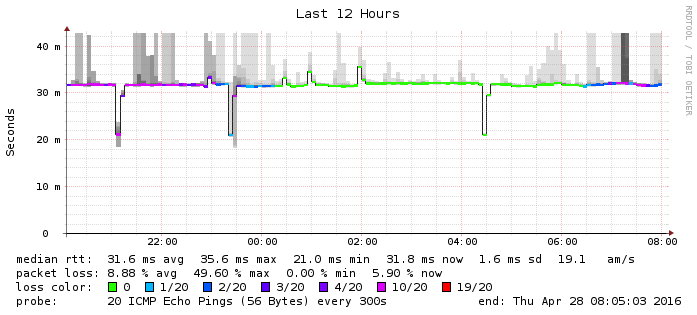 Last 12 Hours
RRDTOOL / TOBI OETIKER
Seconds
40 m
30 m
20 m
10 m
0
22:00 00:00 02:00 04:00 06:00 08:00
median rtt: 31.6 ms avg 35.6 ms max 21.0 ms min 31.8 ms now 1.6 ms sd 19.1 am/s
packet loss: 8.88 % avg 49.60 % max 0.00 % min 5.90 % now
loss color: 0 1/20 2/20 3/20 4/20 10/20 19/20
probe: 20 ICMP Echo Pings (56 Bytes) every 300s end: Thu Apr 28 08:05:03 2016